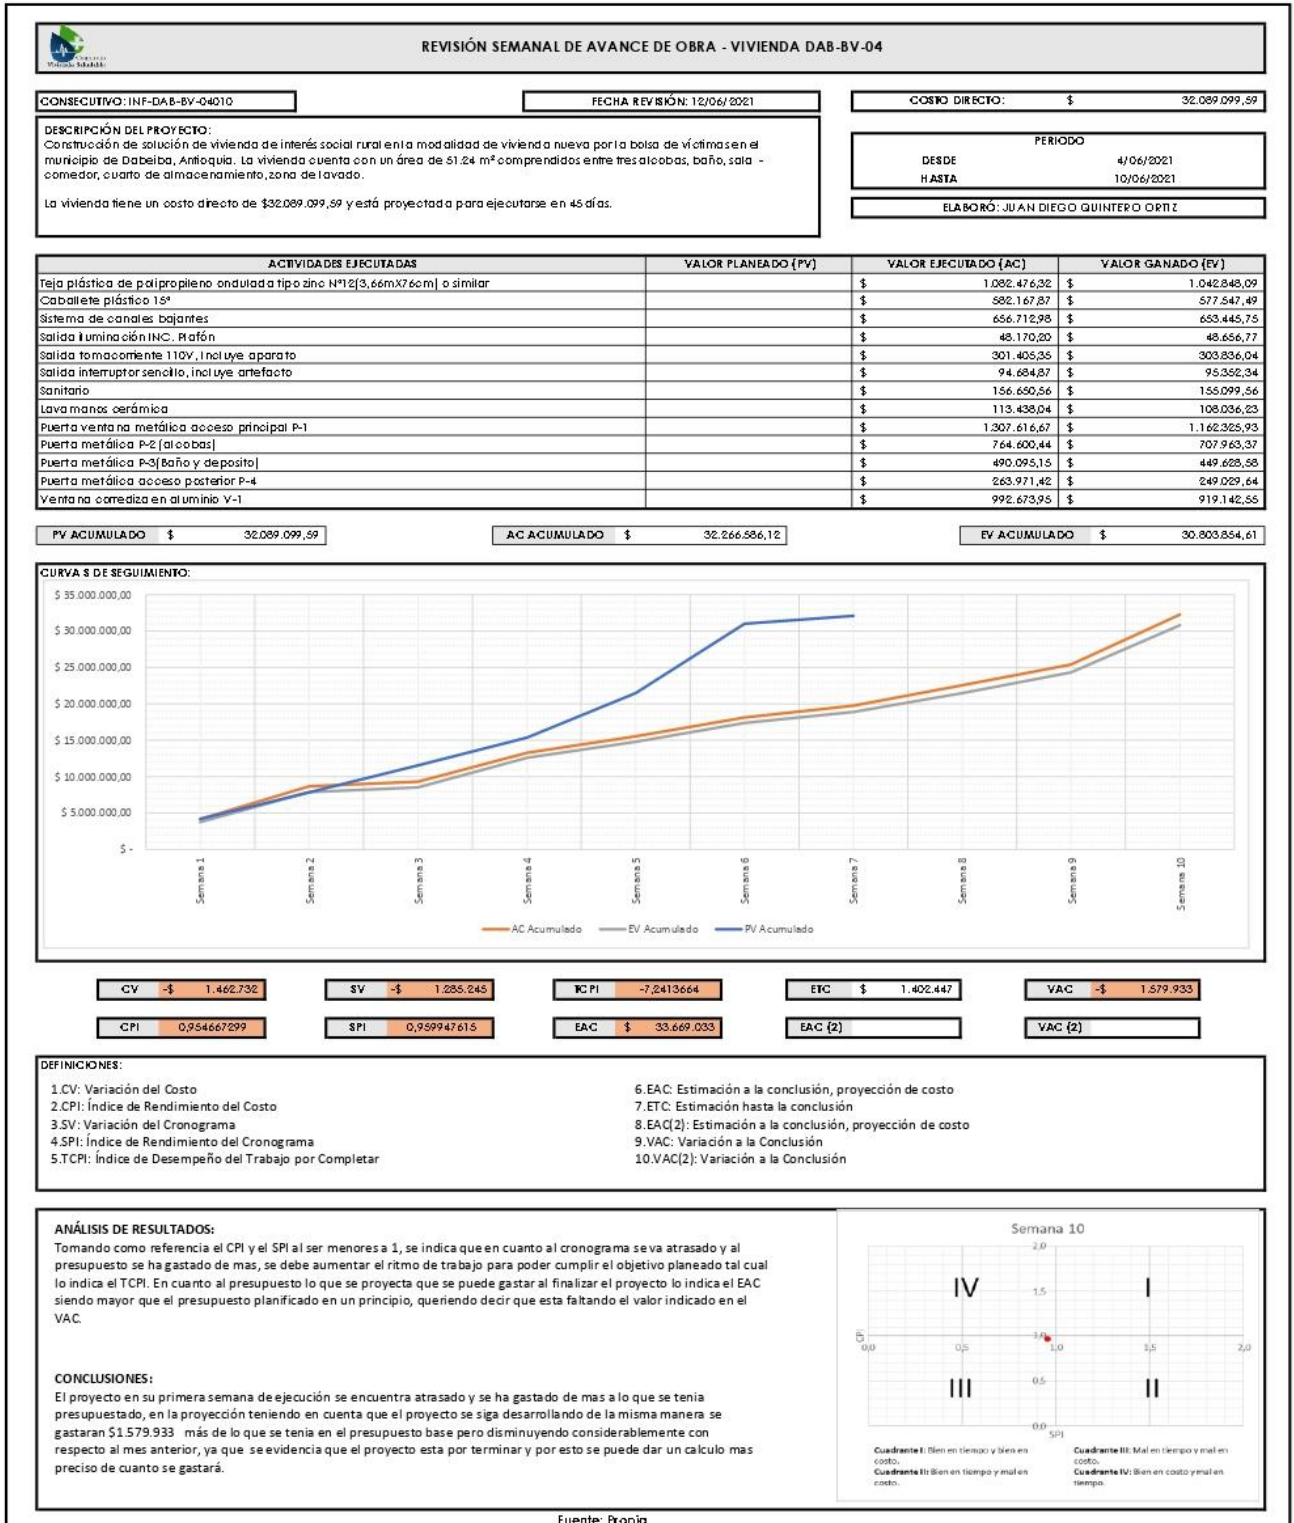 REVISIÓN SEMANAL DE AVANCE DE OBRA - VIVIENDA DAB-BV-04
Vivienda Saludable
CONSECUTIVO: INF-DAB-BV-04010
FECHA REVISIÓN: 12/06/2021
COSTO DIRECTO: $ 32.089.099,59
DESCRIPCIÓN DEL PROYECTO:
Construcción de solución de vivienda de interés social rural en la modalidad de vivienda nueva por la bolsa de víctimas en el
municipio de Dabeiba, Antioquia. La vivienda cuenta con un área de 51.24 m² comprendidos entre tres alcobas, baño, sala -
comedor, cuarto de almacenamiento, zona de lavado.
La vivienda tiene un costo directo de $32.089.099,59 y está proyectada para ejecutarse en 45 días.
PERIODO
DESDE 4/06/2021
HASTA 10/06/2021
ELABORÓ: JUAN DIEGO QUINTERO ORTIZ
ACTIVIDADES EJECUTADAS VALOR PLANEADO (PV) VALOR EJECUTADO (AC) VALOR GANADO (EV)
Teja plástica de polipropileno ondulada tipo zinc N°12(3,66mX76cm) o similar $ 1.082.476,32 $ 1.042.848,09
Caballete plástico 15° $ 582.167,87 $ 577.547,49
Sistema de canales bajantes $ 656.712,98 $ 653.445,75
Salida iluminación INC. Plafón $ 48.170,20 $ 48.656,77
Salida tomacorriente 110V, Incluye aparato $ 301.405,35 $ 303.836,04
Salida interruptor sencillo, incluye artefacto $ 94.684,87 $ 95.352,34
Sanitario $ 156.650,56 $ 155.099,56
Lavamanos cerámica $ 113.438,04 $ 108.036,23
Puerta ventana metálica acceso principal P-1 $ 1.307.616,67 $ 1.162.325,93
Puerta metálica P-2 (alcobas) $ 764.600,44 $ 707.963,37
Puerta metálica P-3(Baño y deposito) $ 490.095,15 $ 449.628,58
Puerta metálica acceso posterior P-4 $ 263.971,42 $ 249.029,64
Ventana corrediza en aluminio V-1 $ 992.673,95 $ 919.142,55
PV ACUMULADO $ 32.089.099,59
AC ACUMULADO $ 32.266.586,12
EV ACUMULADO $ 30.803.854,61
CURVA S DE SEGUIMIENTO:
$ 35.000.000,00
$ 30.000.000,00
$ 25.000.000,00
$ 20.000.000,00
$ 15.000.000,00
$ 10.000.000,00
$ 5.000.000,00
$ -
Semana 1
Semana 2
Semana 3
Semana 4
Semana 5
Semana 6
Semana 7
Semana 8
Semana 9
Semana 10
AC Acumulado EV Acumulado PV Acumulado
CV -$ 1.462.732
SV -$ 1.285.245
TCPI -7,2413664
ETC $ 1.402.447
VAC -$ 1.579.933
CPI 0,954667299
SPI 0,959947615
EAC $ 33.669.033
EAC (2)
VAC (2)
DEFINICIONES:
1.CV: Variación del Costo
2.CPI: Índice de Rendimiento del Costo
3.SV: Variación del Cronograma
4.SPI: Índice de Rendimiento del Cronograma
5.TCPI: Índice de Desempeño del Trabajo por Completar
6.EAC: Estimación a la conclusión, proyección de costo
7.ETC: Estimación hasta la conclusión
8.EAC(2): Estimación a la conclusión, proyección de costo
9.VAC: Variación a la Conclusión
10.VAC(2): Variación a la Conclusión
ANÁLISIS DE RESULTADOS:
Tomando como referencia el CPI y el SPI al ser menores a 1, se indica que en cuanto al cronograma se va atrasado y al
presupuesto se ha gastado de mas, se debe aumentar el ritmo de trabajo para poder cumplir el objetivo planeado tal cual
lo indica el TCPI. En cuanto al presupuesto lo que se proyecta que se puede gastar al finalizar el proyecto lo indica el EAC
siendo mayor que el presupuesto planificado en un principio, queriendo decir que esta faltando el valor indicado en el
VAC.
CONCLUSIONES:
El proyecto en su primera semana de ejecución se encuentra atrasado y se ha gastado de mas a lo que se tenia
presupuestado, en la proyección teniendo en cuenta que el proyecto se siga desarrollando de la misma manera se
gastaran $1.579.933 más de lo que se tenia en el presupuesto base pero disminuyendo considerablemente con
respecto al mes anterior, ya que se evidencia que el proyecto esta por terminar y por esto se puede dar un calculo mas
preciso de cuanto se gastará.
Semana 10
2,0
IV 1,5 I
CPI
1,0
0,0 0,5 1,0 1,5 2,0
III 0,5 II
0,0
SPI
Cuadrante I: Bien en tiempo y bien en
costo.
Cuadrante II: Bien en tiempo y mal en
costo.
Cuadrante III: Mal en tiempo y mal en
costo.
Cuadrante IV: Bien en costo y mal en
tiempo.
Fuente: Propia